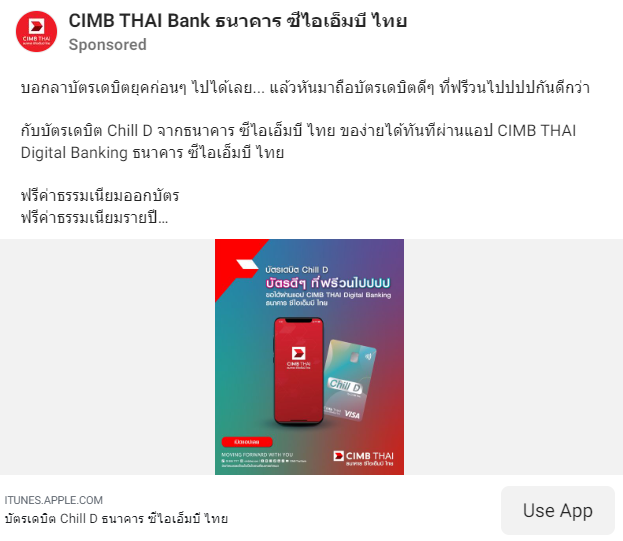 CIMB THAI Bank ธนาคาร ซีไอเอ็มบี ไทย
CIMB THAI
Sponsored
บอกลาบัตรเดบิตยุคก่อนๆ ไปได้เลย... แล้วหันมาถือบัตรเดบิตดีๆ ที่ฟรีวนไปปปปกันดีกว่า
กับบัตรเดบิต Chill D จากธนาคาร ซีไอเอ็มบี ไทย ของ่ายได้ทันทีผ่านแอป CIMB THAI
Digital Banking ธนาคาร ซีไอเอ็มบี ไทย
ฟรีค่าธรรมเนียมออกบัตร
ฟรีค่าธรรมเนียมรายปี...
บัตรเดบิต Chill D
บัตรดีๆ ที่ฟรีวนไปปปป
ขอได้ผ่านแอป CIMB THAI Digital Banking
ธนาคาร ซีไอเอ็มบี ไทย
CIMB THAI
Chill D
VISA
MOVING FORWARD WITH YOU
CIMB THAI
ธนาคาร ซีไอเอ็มบี ไทย
ITUNES.APPLE.COM
บัตรเดบิต Chill D ธนาคาร ซีไอเอ็มบี ไทย
Use App